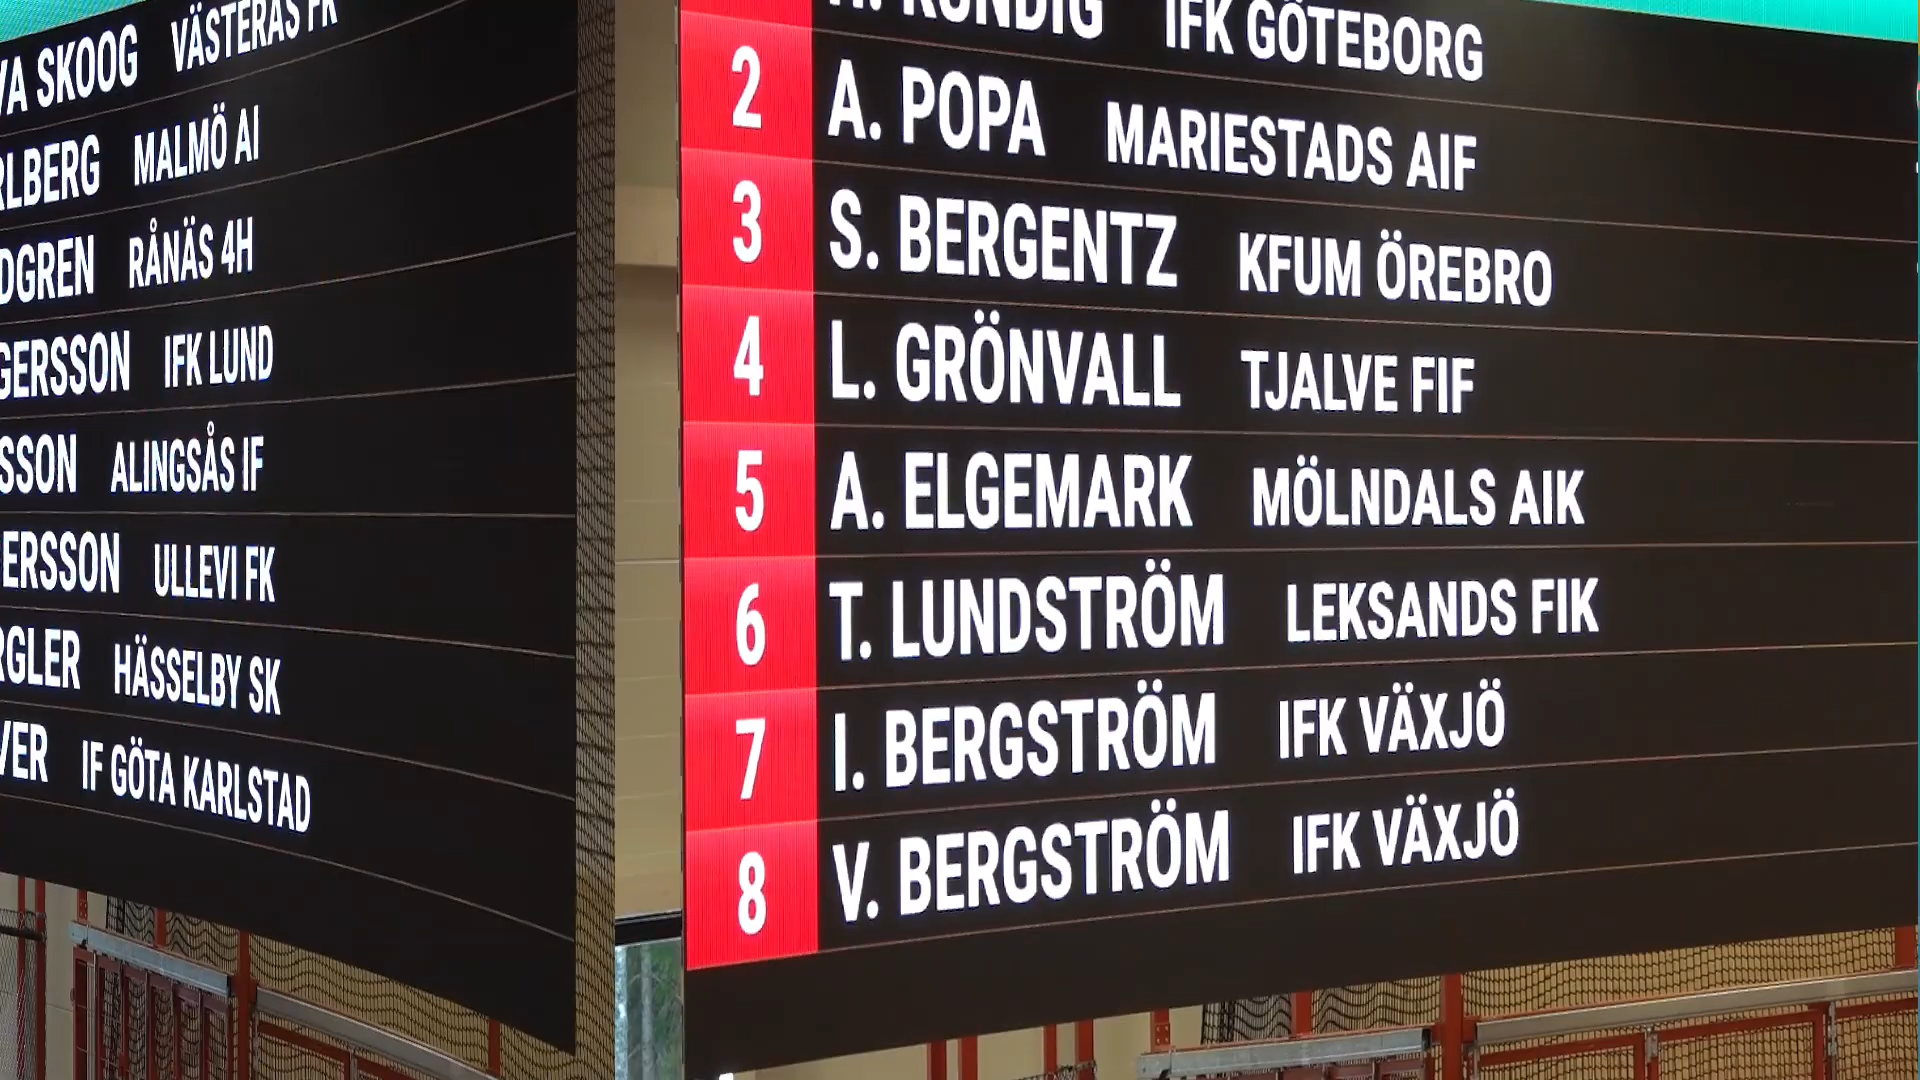 SKOOG VÄSTERÅS FK
MALMÖ AI
RÅNÄS 4H
IFK LUND
ALINGSÅS IF
ULLEVI FK
HÄSSELBY SK
IF GÖTA KARLSTAD
IFK GÖTEBORG
2 A. POPA MARIESTADS AIF
3 S. BERGENTZ KFUM ÖREBRO
4 L. GRÖNVALL TJALVE FIF
5 A. ELGEMARK MÖLNDALS AIK
6 T. LUNDSTRÖM LEKSANDS FIK
7 I. BERGSTRÖM IFK VÄXJÖ
8 V. BERGSTRÖM IFK VÄXJÖ